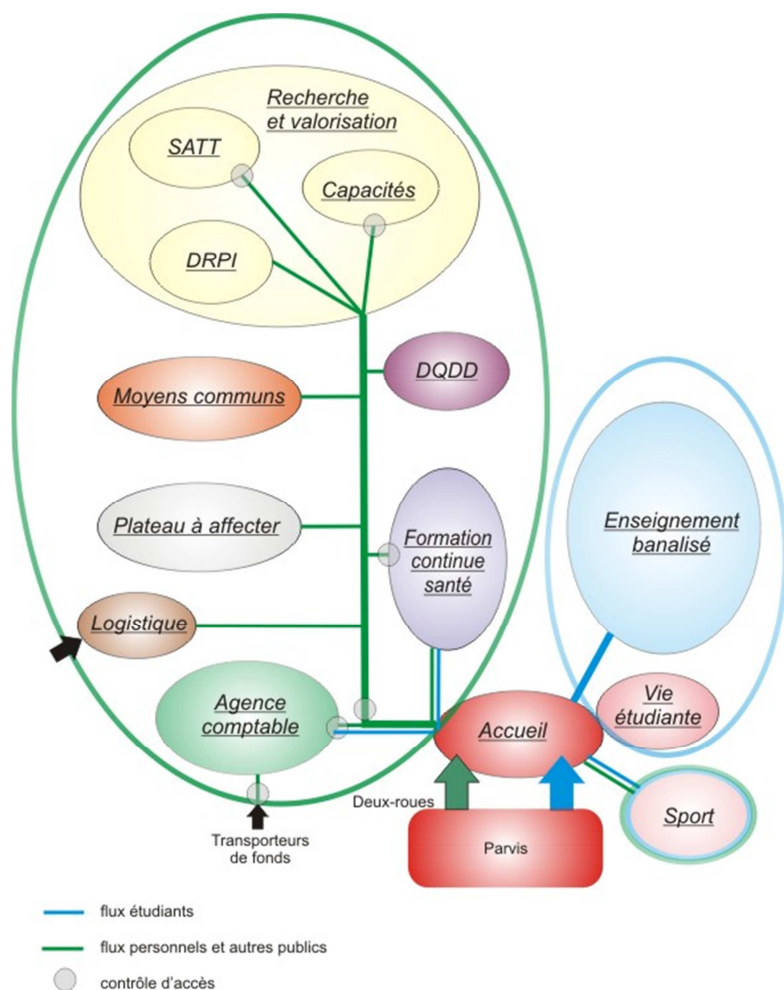 Recherche
et valorisation
SATT
Capacités
DRPI
DQDD
Moyens communs
Plateau à affecter
Formation
continue
santé
Enseignement
banalisé
Logistique
Agence
comptable
Accueil
Vie
étudiante
Deux-roues
Sport
Transporteurs
de fonds
Parvis
flux étudiants
flux personnels et autres publics
contrôle d'accès